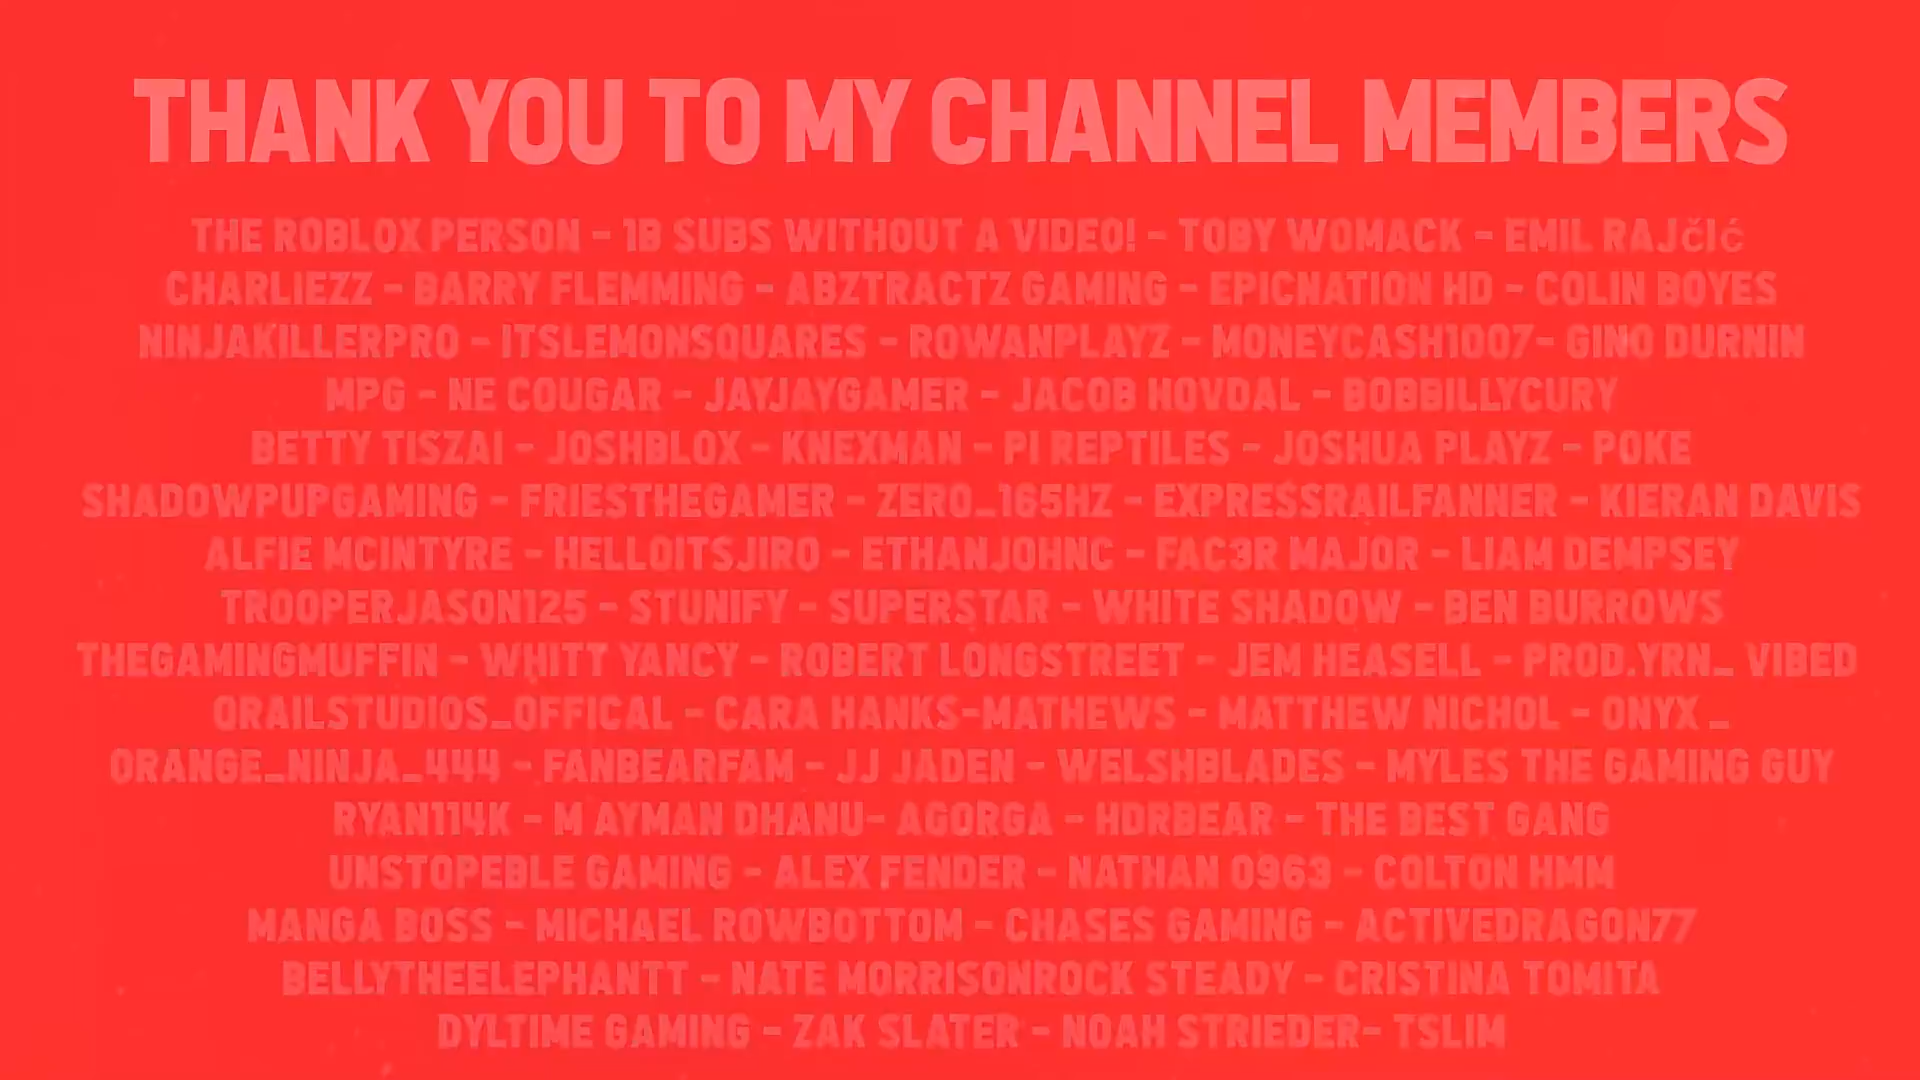 THANK YOU TO MY CHANNEL MEMBERS
THE ROBLOX PERSON - 1B SUBS WITHOUT A VIDEO! - TOBY WOMACK - EMIL RAJčIć
CHARLIEZZ - BARRY FLEMMING - ABZTRACTZ GAMING - EPICNATION HD - COLIN BOYES
NINJAKILLERPRO - ITSLEMONSQUARES - ROWANPLAYZ - MONEYCASH1007- GINO DURNIN
MPG - NE COUGAR - JAYJAYGAMER - JACOB HOVDAL - BOBBILLYCURY
BETTY TISZAI - JOSHBLOX - KNEXMAN - PI REPTILES - JOSHUA PLAYZ - POKE
SHADOWPUPGAMING - FRIESTHEGAMER - ZERO_165HZ - EXPRESSRAILFANNER - KIERAN DAVIS
ALFIE MCINTYRE - HELLOITSJIRO - ETHANJOHNC - FAC3R MAJOR - LIAM DEMPSEY
TROOPERJASON125 - STUNIFY - SUPERSTAR - WHITE SHADOW - BEN BURROWS
THEGAMINGMUFFIN - WHITT YANCY - ROBERT LONGSTREET - JEM HEASELL - PROD.YRN_ VIBED
QRAILSTUDIOS_OFFICAL - CARA HANKS-MATHEWS - MATTHEW NICHOL - ONYX _
ORANGE_NINJA_444 - FANBEARFAM - JJ JADEN - WELSHBLADES - MYLES THE GAMING GUY
RYAN114K - M AYMAN DHANU- AGORGA - HDRBEAR - THE BEST GANG
UNSTOPEBLE GAMING - ALEX FENDER - NATHAN 0963 - COLTON HMM
MANGA BOSS - MICHAEL ROWBOTTOM - CHASES GAMING - ACTIVEDRAGON77
BELLYTHEELEPHANTT - NATE MORRISONROCK STEADY - CRISTINA TOMITA
DYLTIME GAMING - ZAK SLATER - NOAH STRIEDER- TSLIM